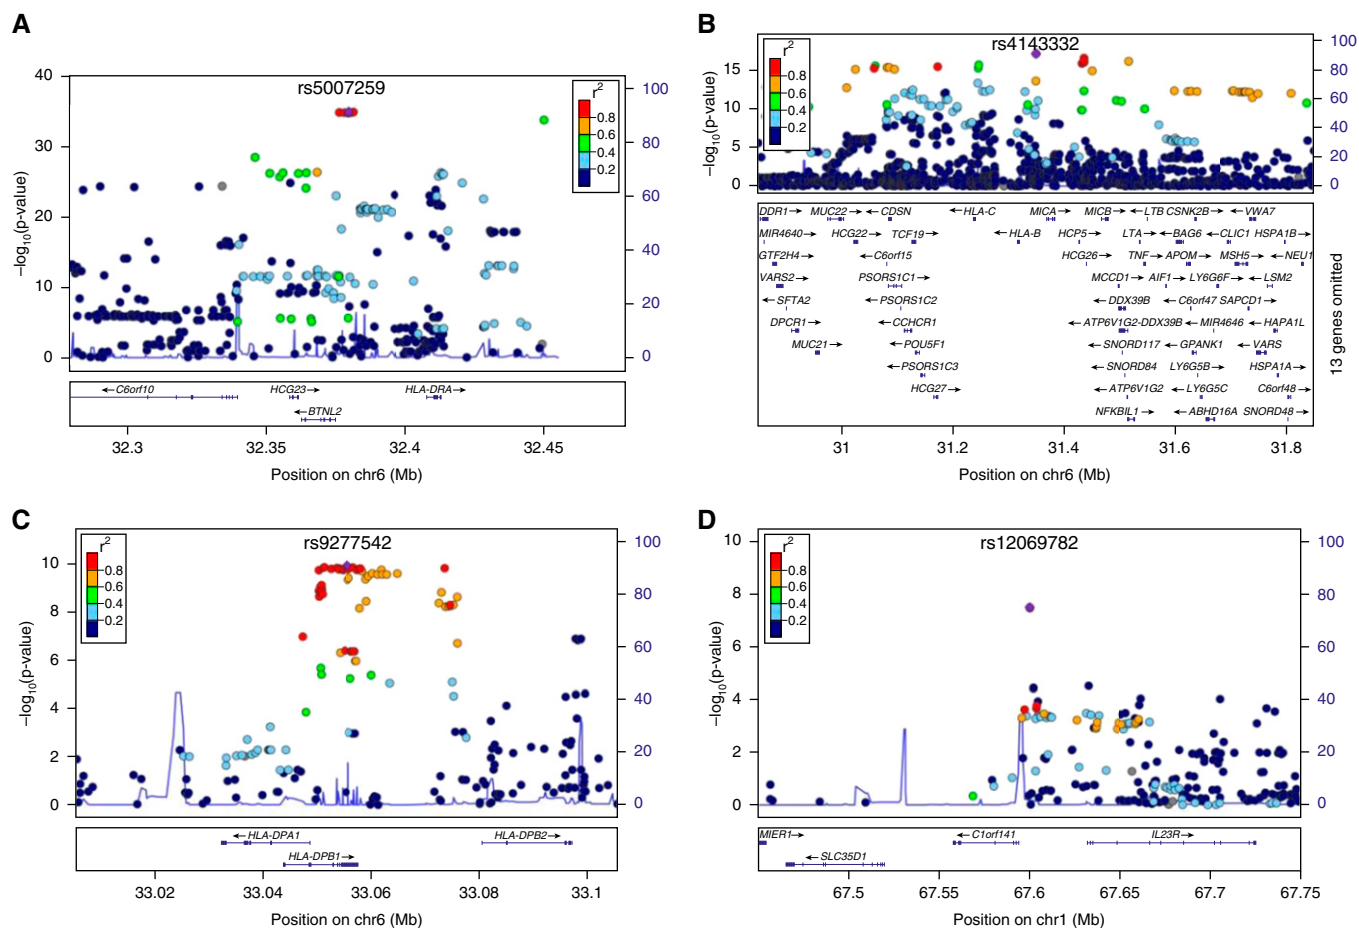 A
rs5007259
r2
0.8
0.6
0.4
0.2
40
30
20
10
0
100
80
60
40
20
0
–log10(p-value)
←C6orf10
HCG23→
HLA-DRA→
←BTNL2
32.3
32.35
32.4
32.45
Position on chr6 (Mb)
B
rs4143332
r2
0.8
0.6
0.4
0.2
15
10
5
0
100
80
60
40
20
0
–log10(p-value)
DDR1→ MUC22→ ←CDSN ←HLA-C MICA→ MICB→ ←LTB CSNK2B→ ←VWA7
MIR4640→ HCG22→ TCF19→ ←HLA-B HCP5→ LTA→ ←BAG6 ←CLIC1 HSPA1B→
GTF2H4→ ←C6orf15 HCG26→ TNF→ APOM→ MSH5→ ←NEU1
VARS2→ PSORS1C1→ MCCD1→ AIF1→ LY6G6F→ ←LSM2
←SFTA2 ←PSORS1C2 ←DDX39B ←C6orf47 SAPCD1→
DPCR1→ ←CCHCR1 ←ATP6V1G2-DDX39B ←MIR4646 ←HAPA1L
MUC21→ ←POU5F1 ←SNORD117 ←GPANK1 ←VARS
←PSORS1C3 ←SNORD84 LY6G5B→ HSPA1A→
HCG27→ ←ATP6V1G2 ←LY6G5C C6orf48→
NFKBIL1→ ←ABHD16A SNORD48→
13 genes omitted
31
31.2
31.4
31.6
31.8
Position on chr6 (Mb)
C
rs9277542
r2
0.8
0.6
0.4
0.2
10
8
6
4
2
0
100
80
60
40
20
0
–log10(p-value)
←HLA-DPA1
HLA-DPB2→
HLA-DPB1→
33.02
33.04
33.06
33.08
33.1
Position on chr6 (Mb)
D
rs12069782
r2
0.8
0.6
0.4
0.2
10
8
6
4
2
0
100
80
60
40
20
0
–log10(p-value)
MIER1→
←C1orf141
IL23R→
←SLC35D1
67.5
67.55
67.6
67.65
67.7
67.75
Position on chr1 (Mb)